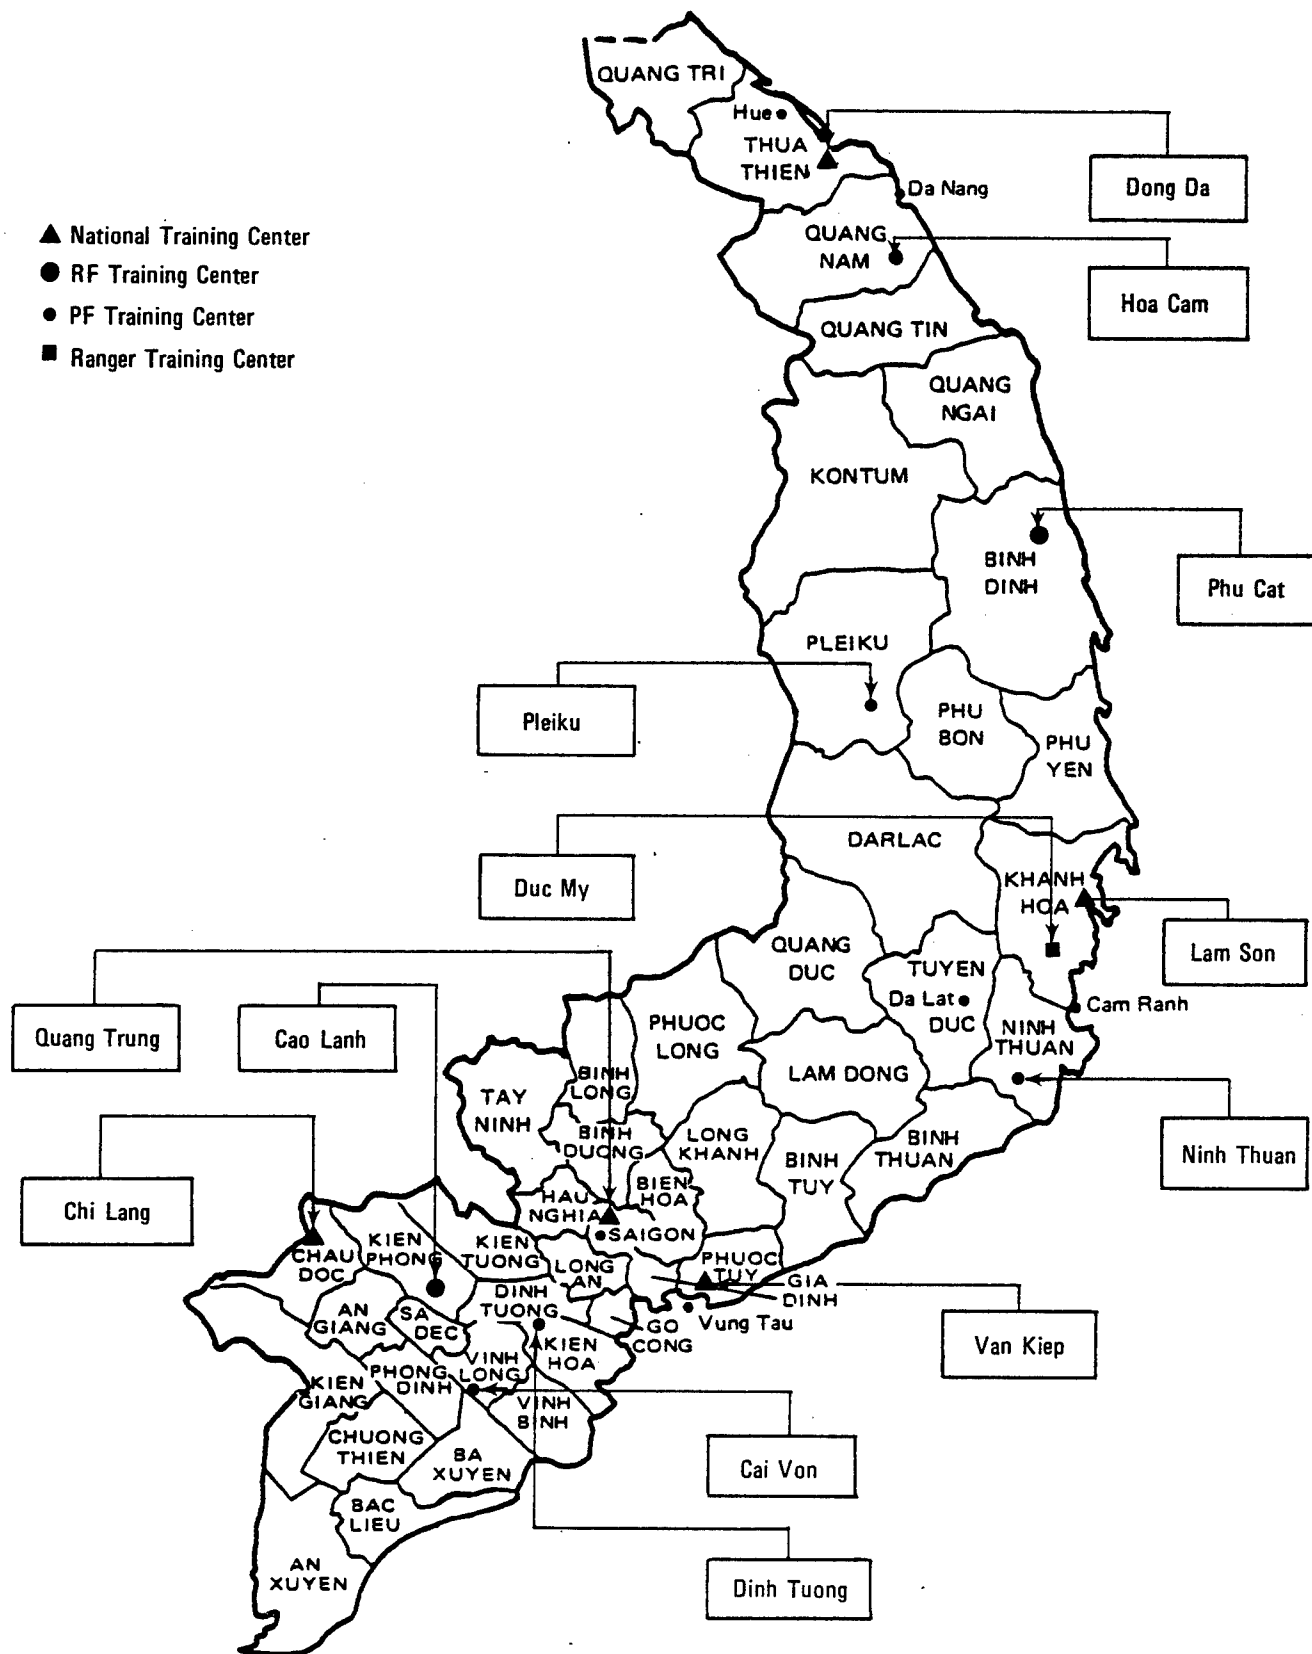 QUANG TRI
Hue
THUA
THIEN
Dong Da
Da Nang
National Training Center
RF Training Center
PF Training Center
Ranger Training Center
QUANG
NAM
Hoa Cam
QUANG TIN
QUANG
NGAI
KONTUM
BINH
DINH
Phu Cat
PLEIKU
Pleiku
PHU
BON
PHU
YEN
DARLAC
Duc My
KHANH
HOA
Lam Son
QUANG
DUC
TUYEN
Da Lat
DUC
Cam Ranh
Quang Trung
Cao Lanh
PHUOC
LONG
NINH
THUAN
LAM DONG
BINH
LONG
TAY
NINH
Ninh Thuan
BINH
DUONG
LONG
KHANH
BINH
TUY
BINH
THUAN
Chi Lang
HAU
NGHIA
BIEN
HOA
SAIGON
CHAU
DOC
KIEN
PHONG
KIEN
TUONG
LONG
AN
PHUOC
TUY
GIA
DINH
Vung Tau
Van Kiep
AN
GIANG
SA
DEC
DINH
TUONG
GO
CONG
KIEN
HOA
KIEN
GIANG
PHONG
DINH
VINH
LONG
VINH
BINH
CHUONG
THIEN
BA
XUYEN
Cai Von
BAC
LIEU
AN
XUYEN
Dinh Tuong